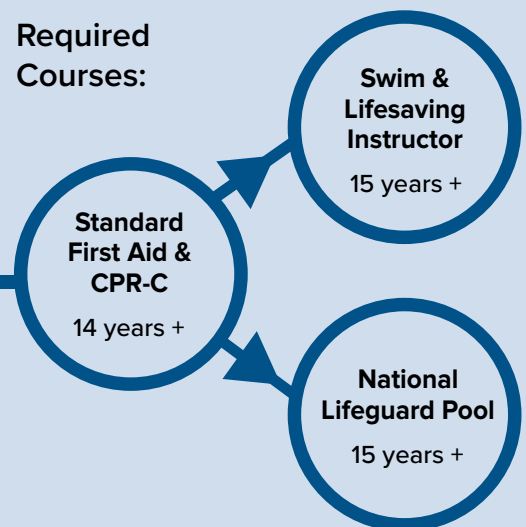 Required
Courses:
Swim &
Lifesaving
Instructor
15 years +
Standard
First Aid &
CPR-C
14 years +
National
Lifeguard Pool
15 years +